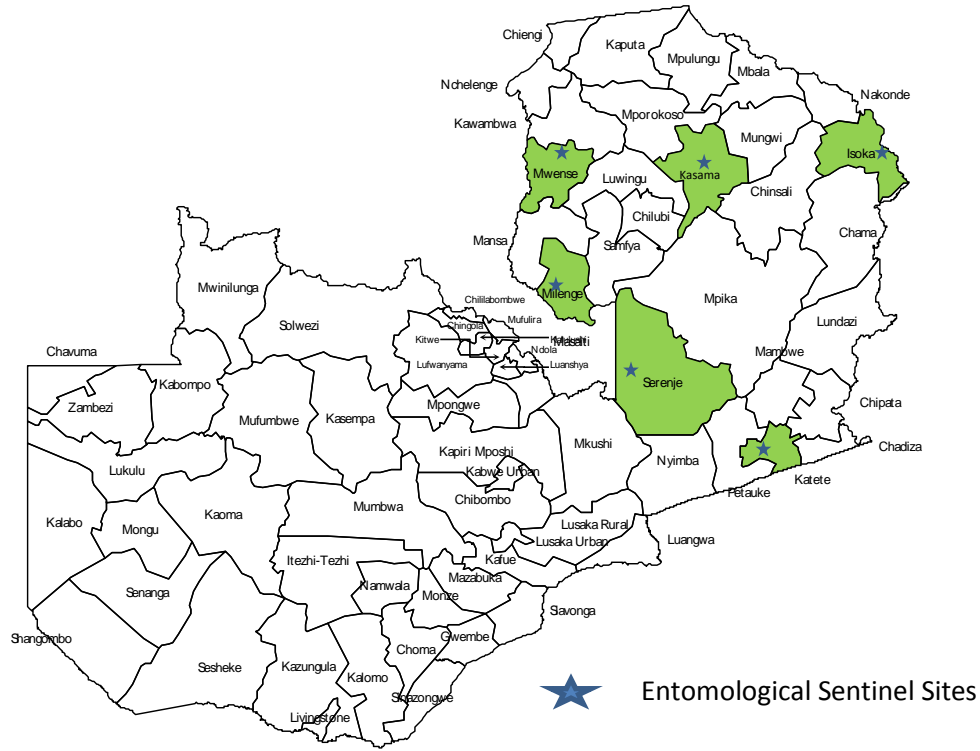 Chiengi
Kaputa
Mpulungu
Mbala
Nchelenge
Nakonde
Mporokoso
Kawambwa
Mungwi
Isoka
Mwense
Kasama
Luwingu
Chinsali
Chilubi
Mansa
Samfya
Chama
Mwinilunga
Milenge
Mpika
Chililabombwe
Solwezi
Chingola
Mufulira
Lundazi
Kitwe
Masaiti
Ndola
Chavuma
Mambwe
Lufwanyama
Luanshya
Kabompo
Serenje
Zambezi
Mpongwe
Chipata
Mufumbwe
Kasempa
Mkushi
Chadiza
Kapiri Mposhi
Nyimba
Lukulu
Kabwe Urban
Katete
Petauke
Chibombo
Mumbwa
Kaoma
Kalabo
Mongu
Lusaka Rural
Lusaka Urban
Luangwa
Itezhi-Tezhi
Kafue
Mazabuka
Namwala
Senanga
Monze
Siavonga
Shangombo
Gwembe
Choma
Sesheke
Kazungula
Kalomo
Sinazongwe
Livingstone
Entomological Sentinel Sites